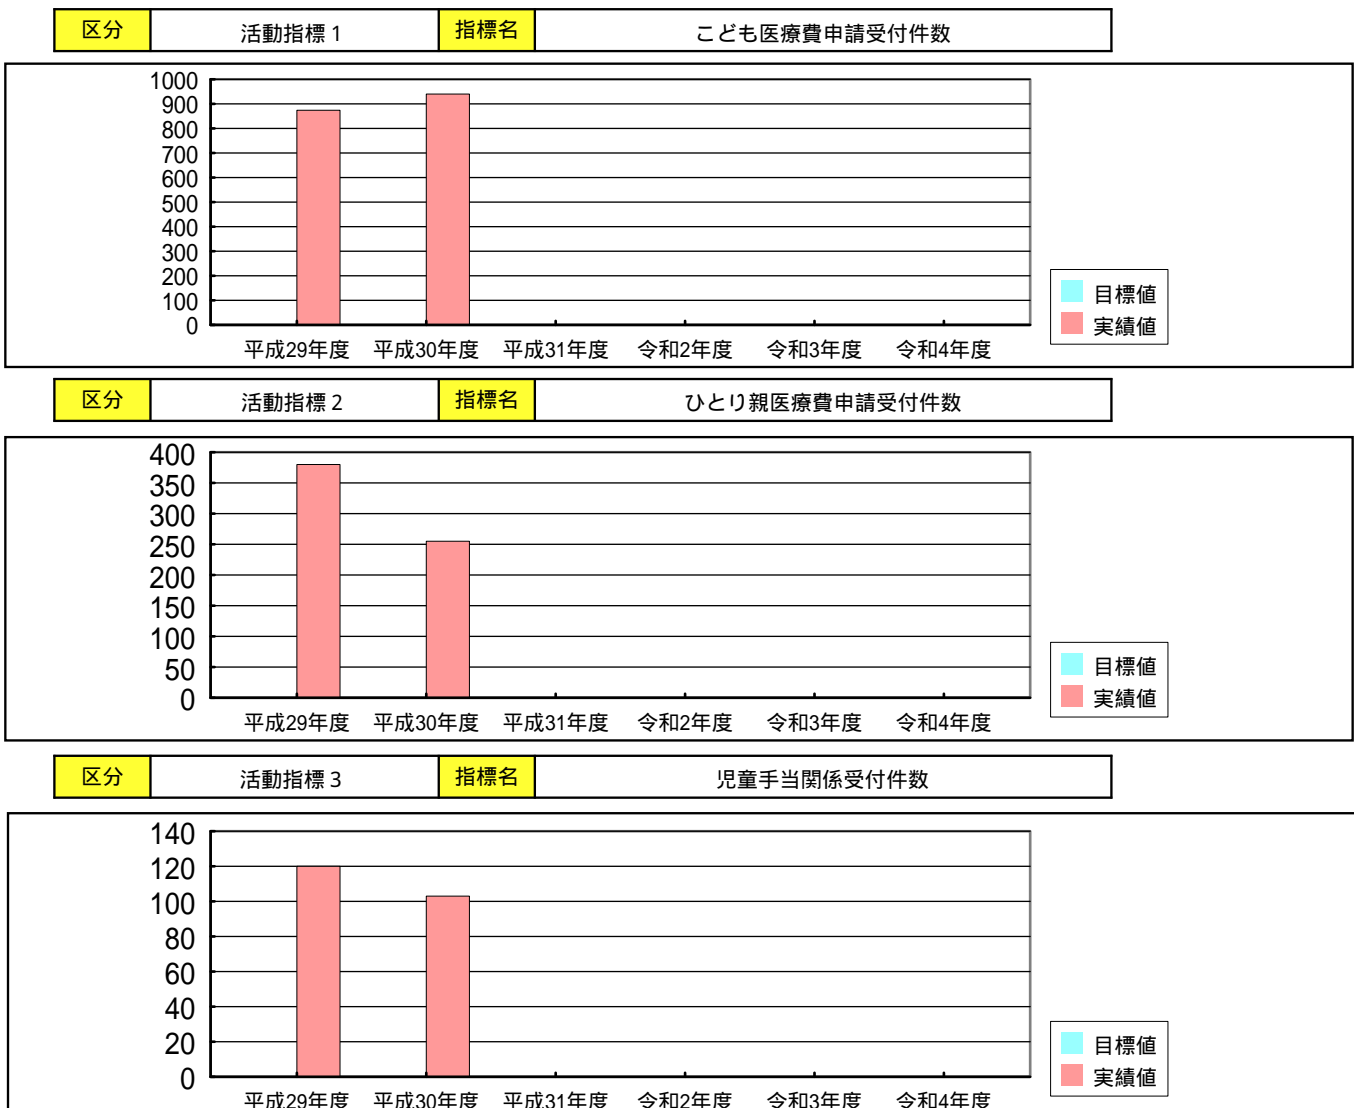 区分 活動指標１ 指標名 こども医療費申請受付件数
1000
900
800
700
600
500
400
300
200
100
0
平成29年度 平成30年度 平成31年度 令和2年度 令和3年度 令和4年度
目標値
実績値
区分 活動指標２ 指標名 ひとり親医療費申請受付件数
400
350
300
250
200
150
100
50
0
平成29年度 平成30年度 平成31年度 令和2年度 令和3年度 令和4年度
目標値
実績値
区分 活動指標３ 指標名 児童手当関係受付件数
140
120
100
80
60
40
20
0
平成29年度 平成30年度 平成31年度 令和2年度 令和3年度 令和4年度
目標値
実績値